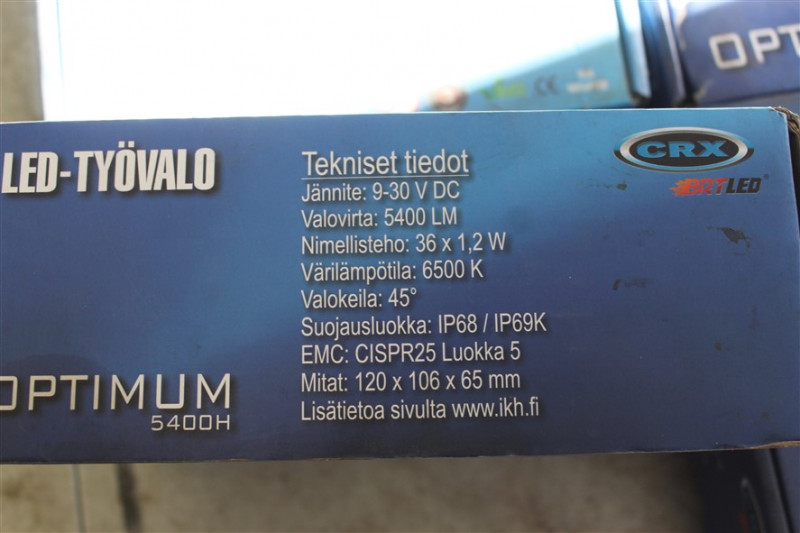 OPT
CE
LED-TYÖVALO
Tekniset tiedot
Jännite: 9-30 V DC
Valovirta: 5400 LM
Nimellisteho: 36 x 1,2 W
Värilämpötila: 6500 K
Valokeila: 45°
Suojausluokka: IP68 / IP69K
EMC: CISPR25 Luokka 5
Mitat: 120 x 106 x 65 mm
Lisätietoa sivulta www.ikh.fi
CRX
ARTLED®
OPTIMUM
5400H